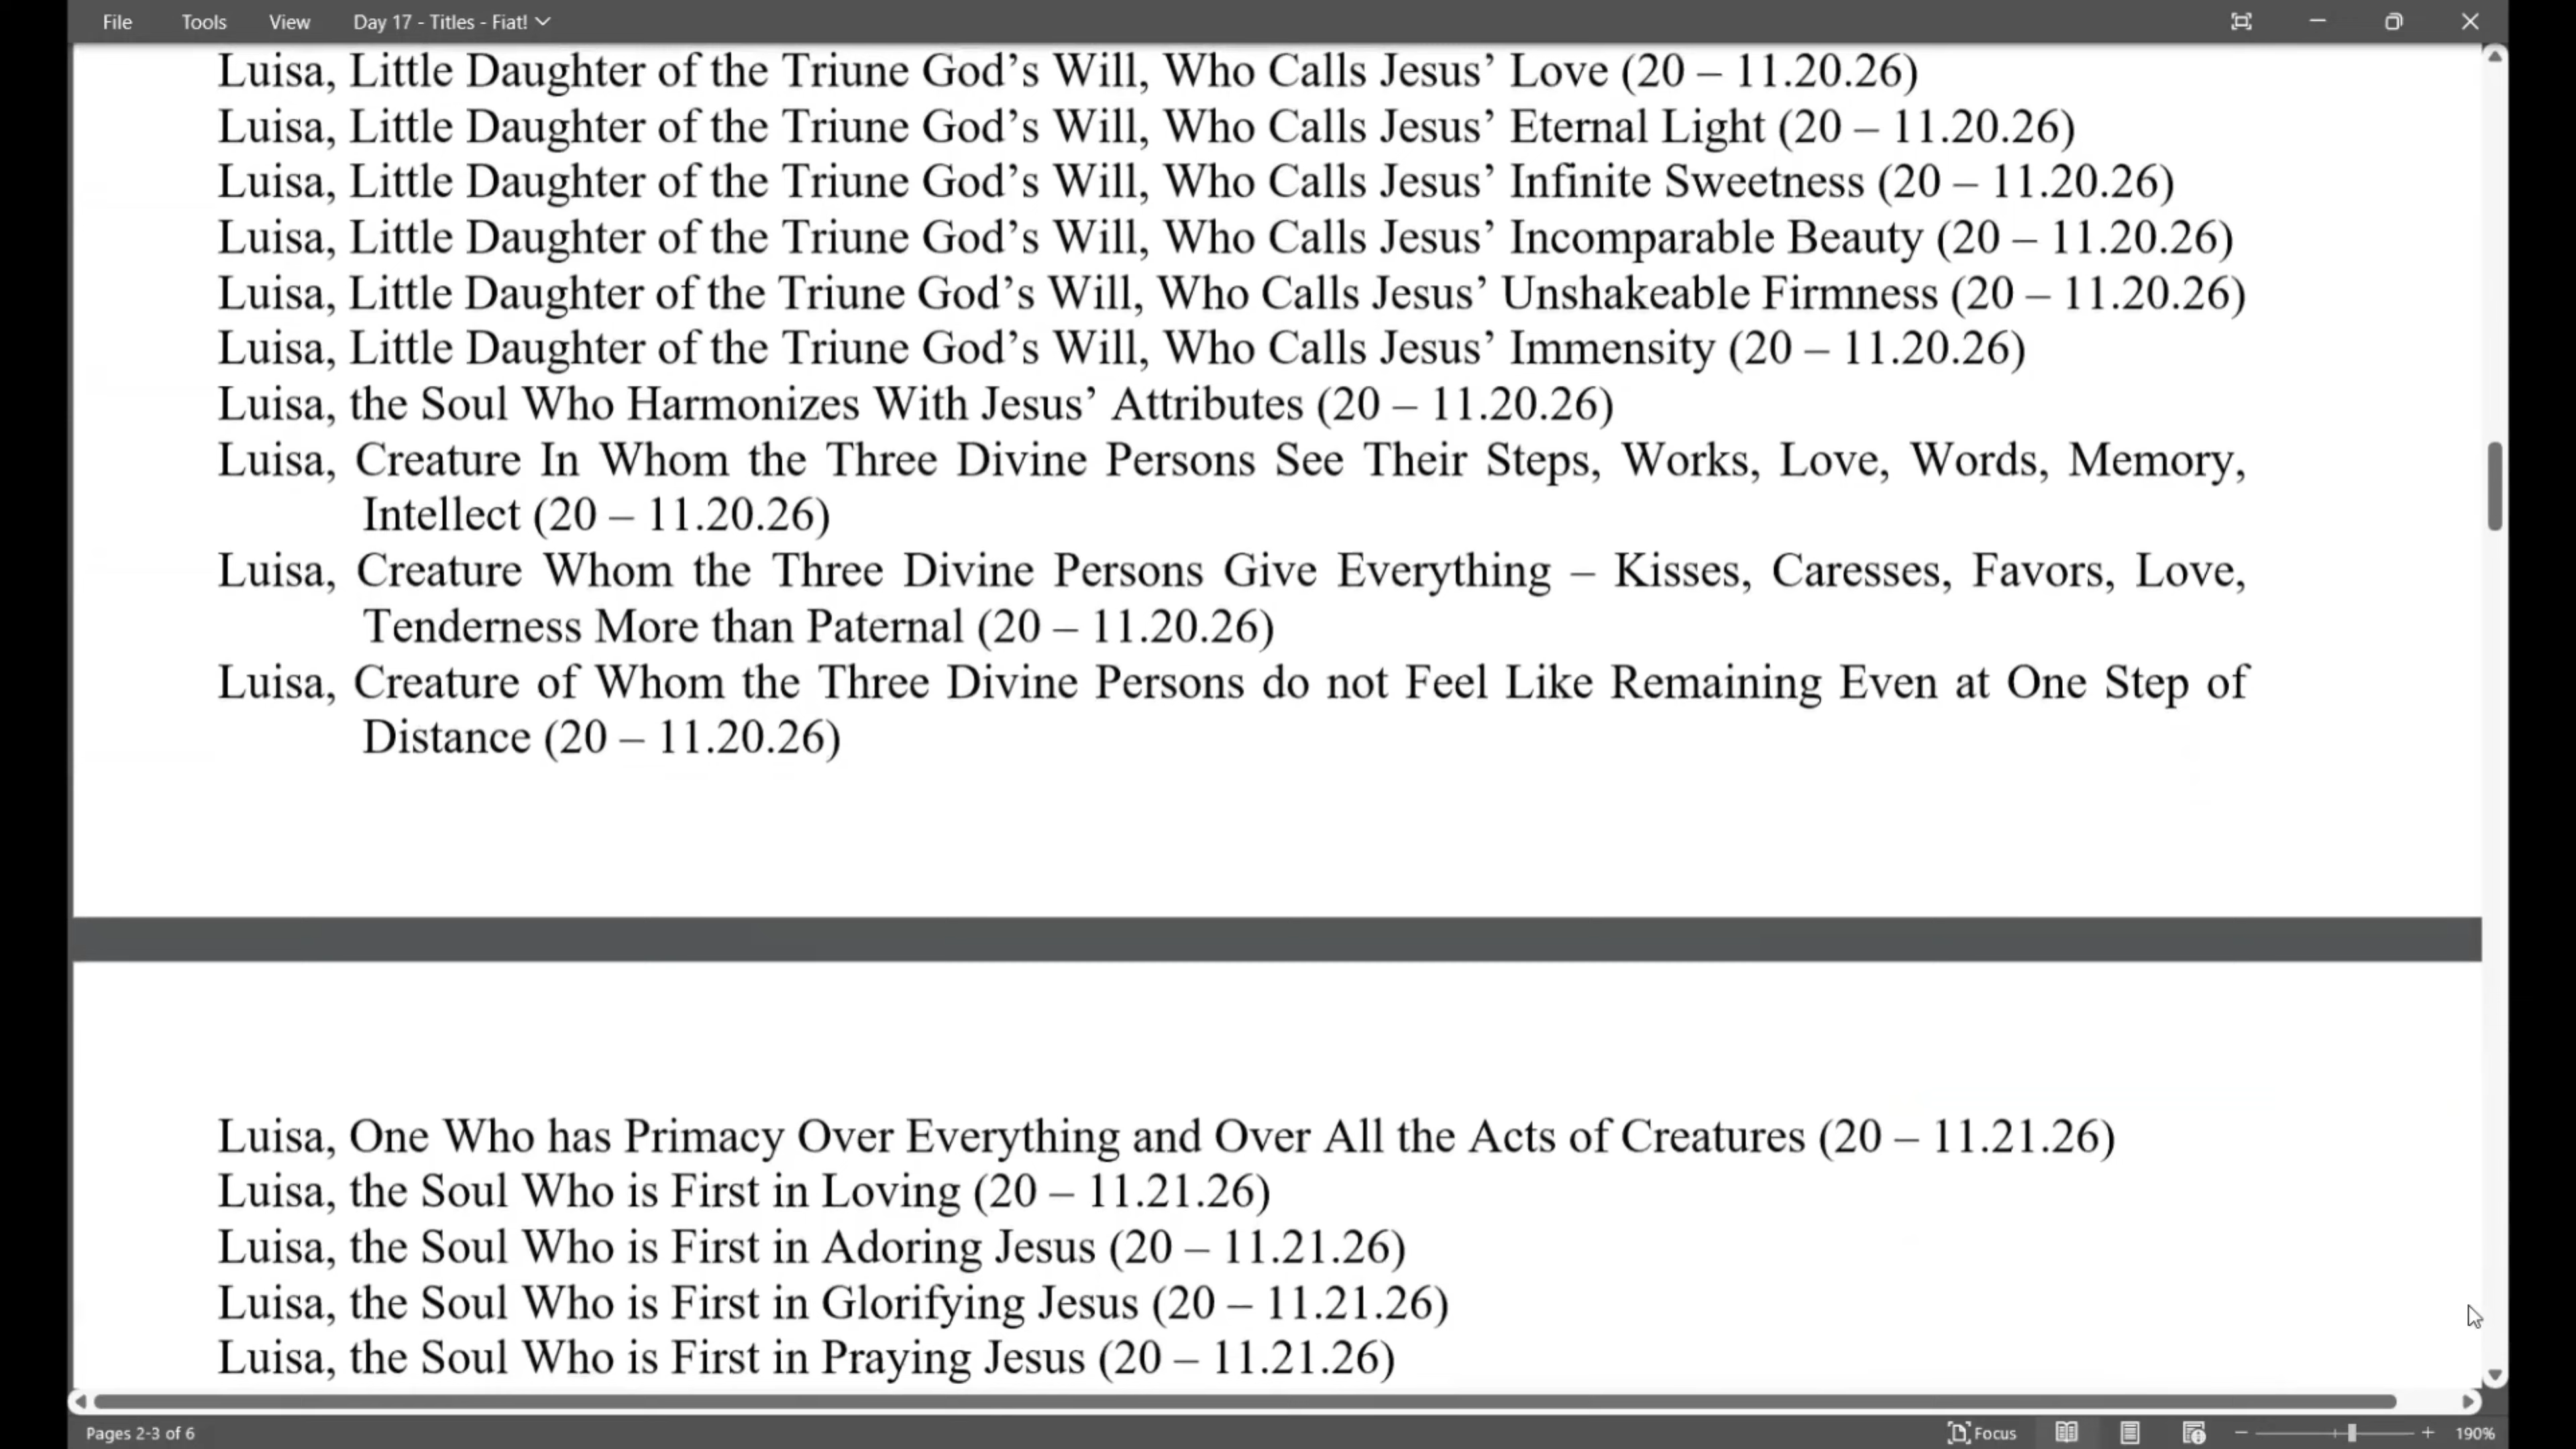 File Tools View Day 17 - Titles - Fiat!
Luisa, Little Daughter of the Triune God’s Will, Who Calls Jesus’ Love (20 – 11.20.26)
Luisa, Little Daughter of the Triune God’s Will, Who Calls Jesus’ Eternal Light (20 – 11.20.26)
Luisa, Little Daughter of the Triune God’s Will, Who Calls Jesus’ Infinite Sweetness (20 – 11.20.26)
Luisa, Little Daughter of the Triune God’s Will, Who Calls Jesus’ Incomparable Beauty (20 – 11.20.26)
Luisa, Little Daughter of the Triune God’s Will, Who Calls Jesus’ Unshakeable Firmness (20 – 11.20.26)
Luisa, Little Daughter of the Triune God’s Will, Who Calls Jesus’ Immensity (20 – 11.20.26)
Luisa, the Soul Who Harmonizes With Jesus’ Attributes (20 – 11.20.26)
Luisa, Creature In Whom the Three Divine Persons See Their Steps, Works, Love, Words, Memory,
Intellect (20 – 11.20.26)
Luisa, Creature Whom the Three Divine Persons Give Everything – Kisses, Caresses, Favors, Love,
Tenderness More than Paternal (20 – 11.20.26)
Luisa, Creature of Whom the Three Divine Persons do not Feel Like Remaining Even at One Step of
Distance (20 – 11.20.26)
Luisa, One Who has Primacy Over Everything and Over All the Acts of Creatures (20 – 11.21.26)
Luisa, the Soul Who is First in Loving (20 – 11.21.26)
Luisa, the Soul Who is First in Adoring Jesus (20 – 11.21.26)
Luisa, the Soul Who is First in Glorifying Jesus (20 – 11.21.26)
Luisa, the Soul Who is First in Praying Jesus (20 – 11.21.26)
Pages 2-3 of 6 Focus 190%